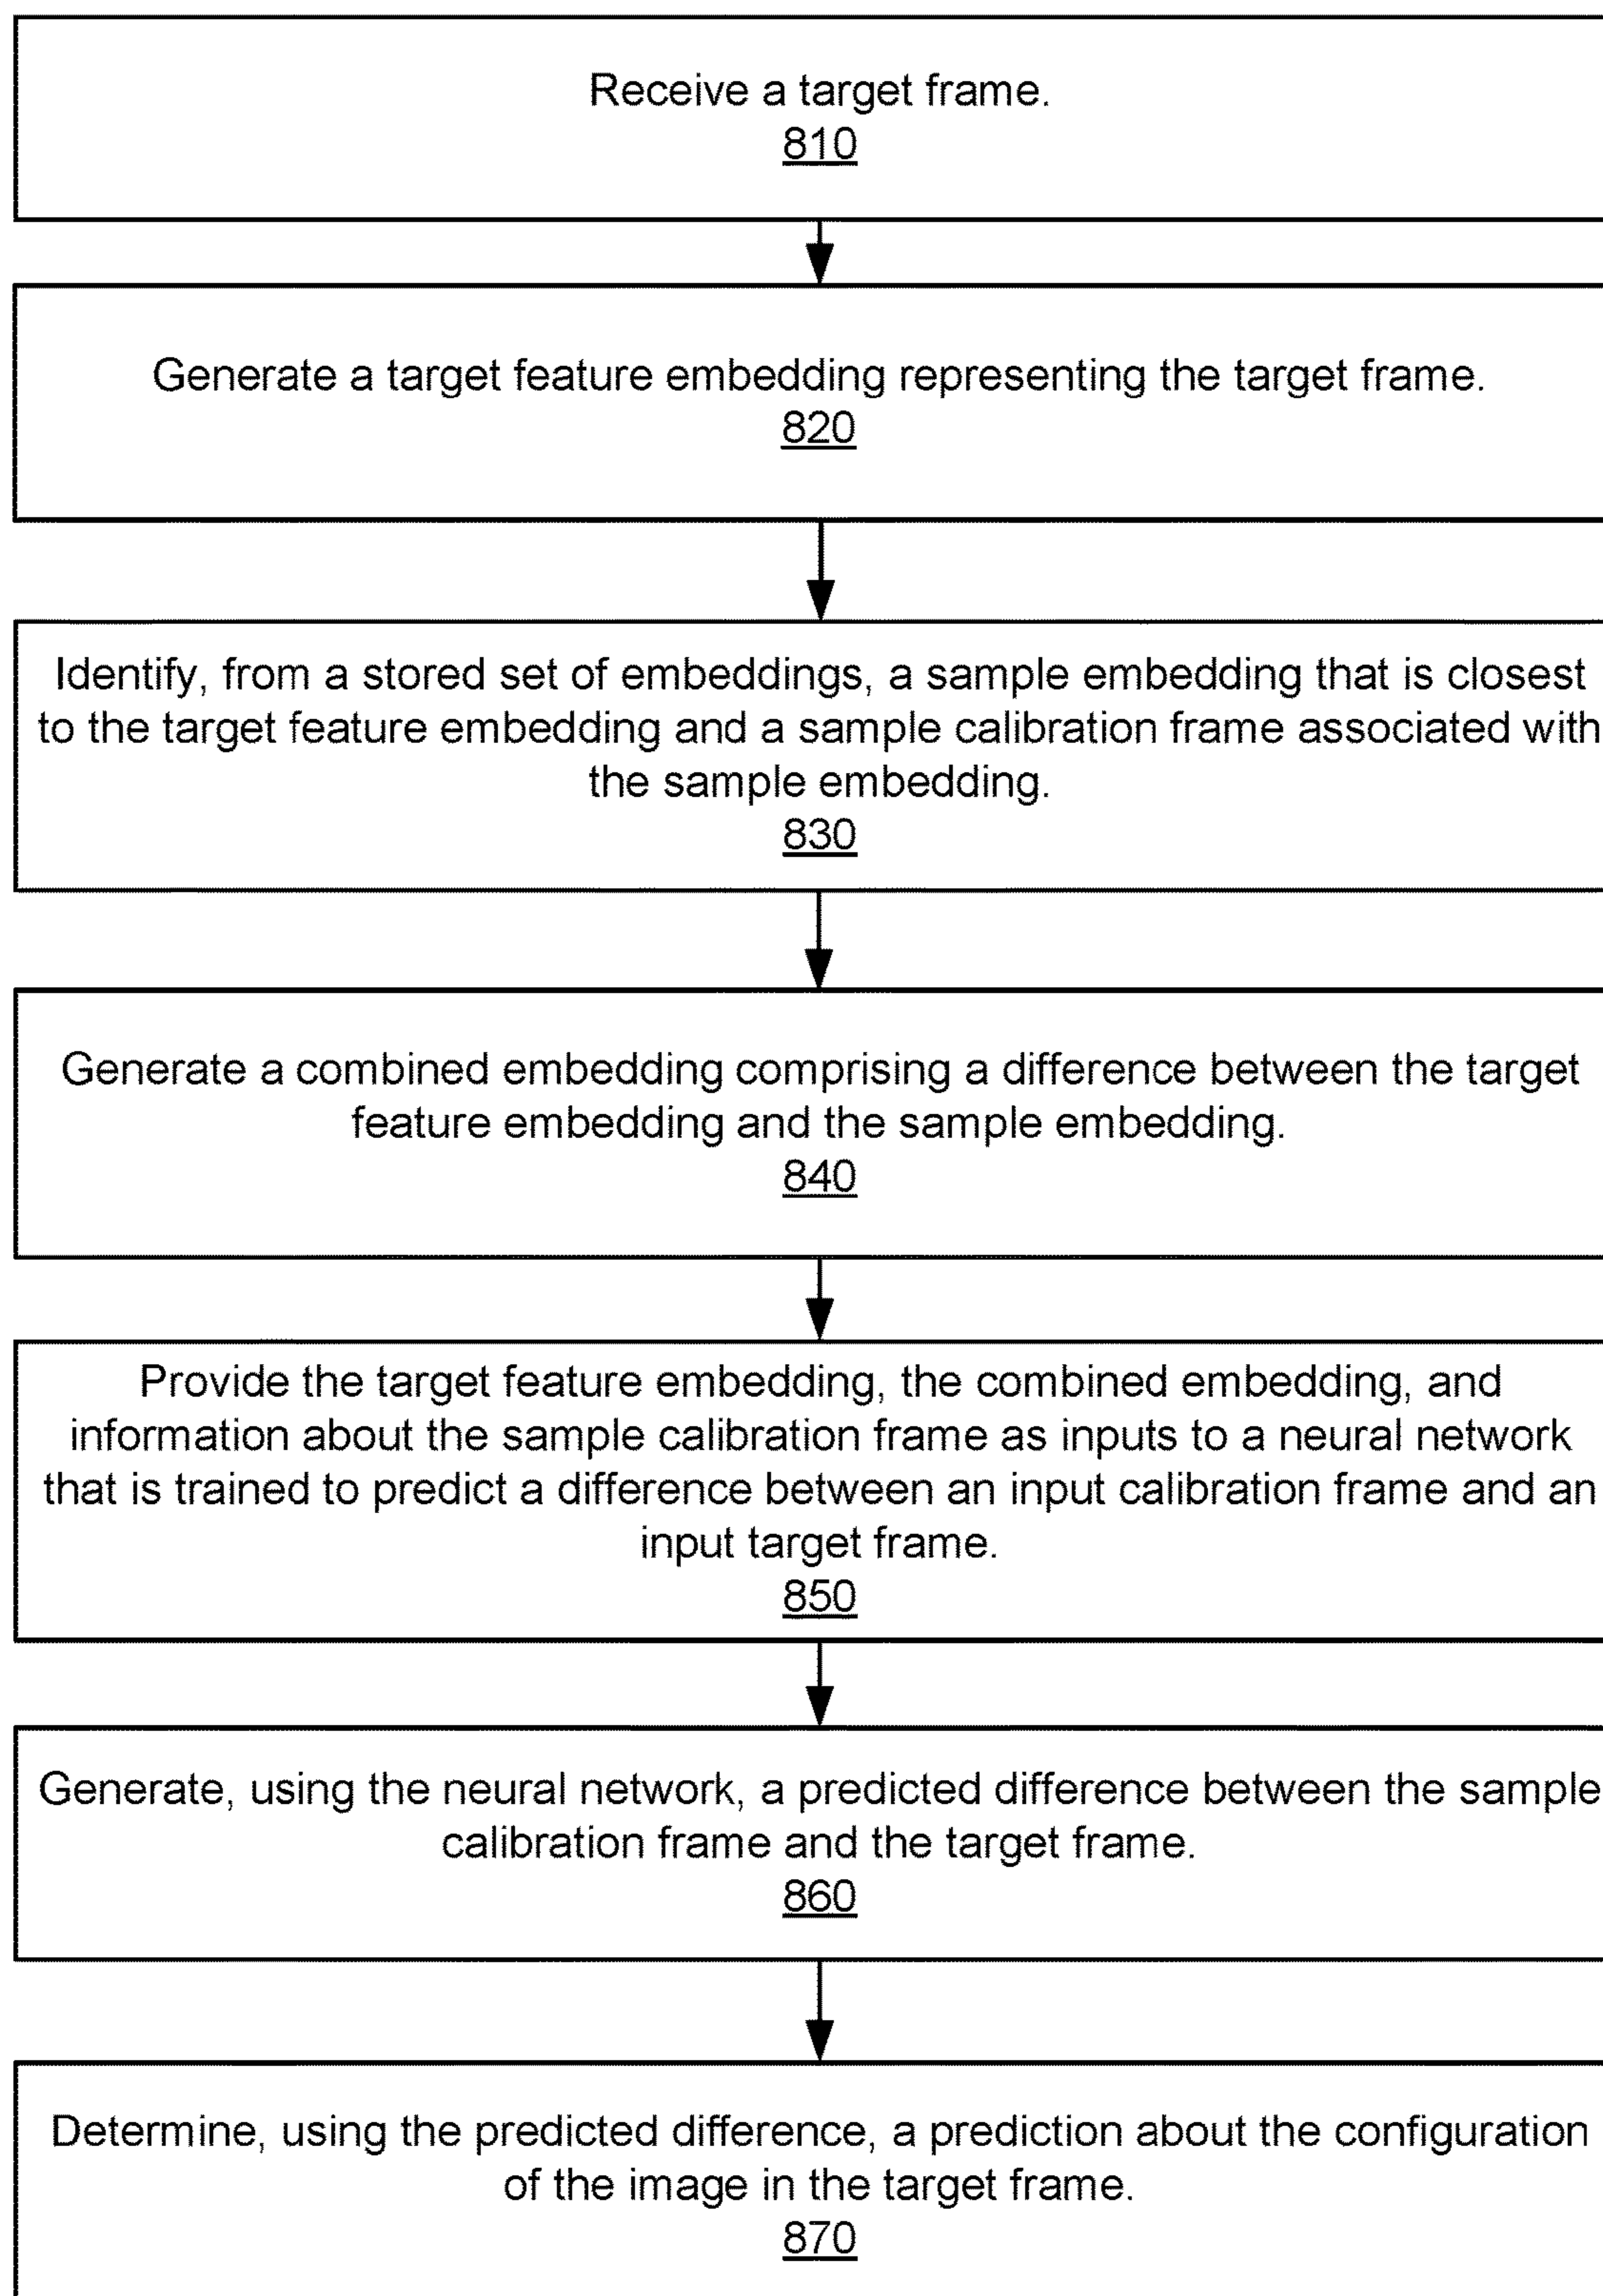 Receive a target frame.
810
Generate a target feature embedding representing the target frame.
820
Identify, from a stored set of embeddings, a sample embedding that is closest
to the target feature embedding and a sample calibration frame associated with
the sample embedding.
830
Generate a combined embedding comprising a difference between the target
feature embedding and the sample embedding.
840
Provide the target feature embedding, the combined embedding, and
information about the sample calibration frame as inputs to a neural network
that is trained to predict a difference between an input calibration frame and an
input target frame.
850
Generate, using the neural network, a predicted difference between the sample
calibration frame and the target frame.
860
Determine, using the predicted difference, a prediction about the configuration
of the image in the target frame.
870